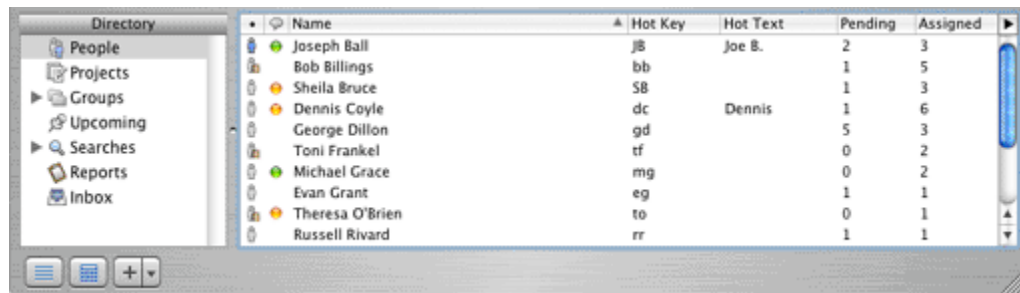 Directory
People
Projects
Groups
Upcoming
Searches
Reports
Inbox
Name Hot Key Hot Text Pending Assigned
Joseph Ball JB Joe B. 2 3
Bob Billings bb 1 5
Sheila Bruce SB 1 3
Dennis Coyle dc Dennis 1 6
George Dillon gd 5 3
Toni Frankel tf 0 2
Michael Grace mg 0 2
Evan Grant eg 1 1
Theresa O'Brien to 0 1
Russell Rivard rr 1 1